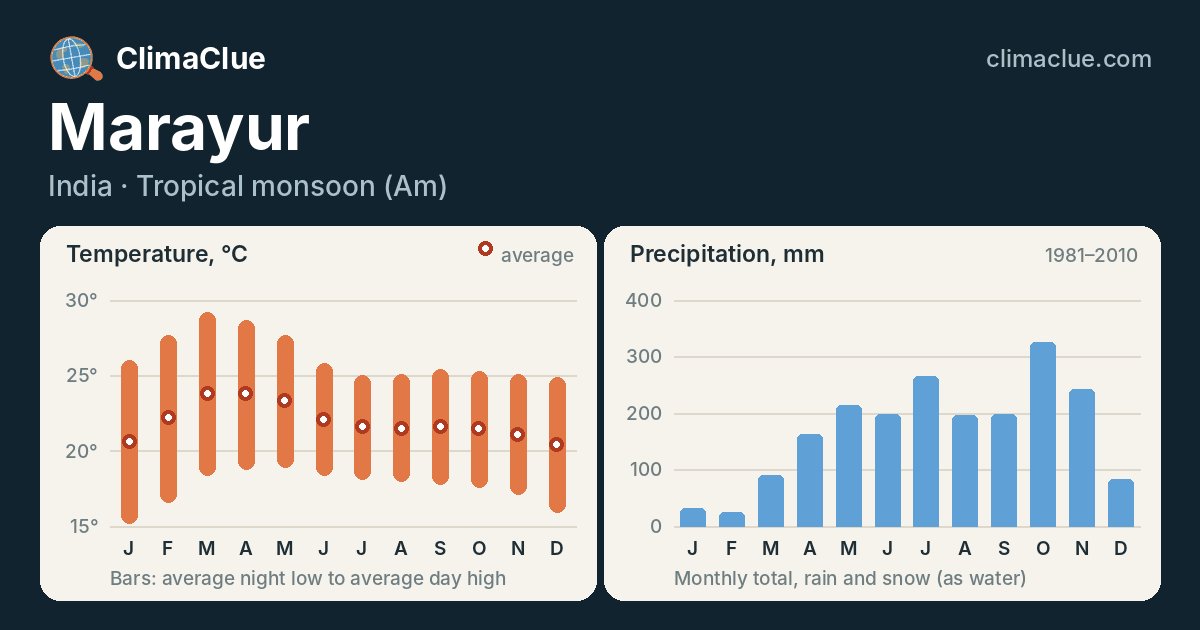 ClimaClue
climaclue.com
Marayur
India · Tropical monsoon (Am)
Temperature, °C
average
30°
25°
20°
15°
J F M A M J J A S O N D
Bars: average night low to average day high
Precipitation, mm
1981–2010
400
300
200
100
0
J F M A M J J A S O N D
Monthly total, rain and snow (as water)